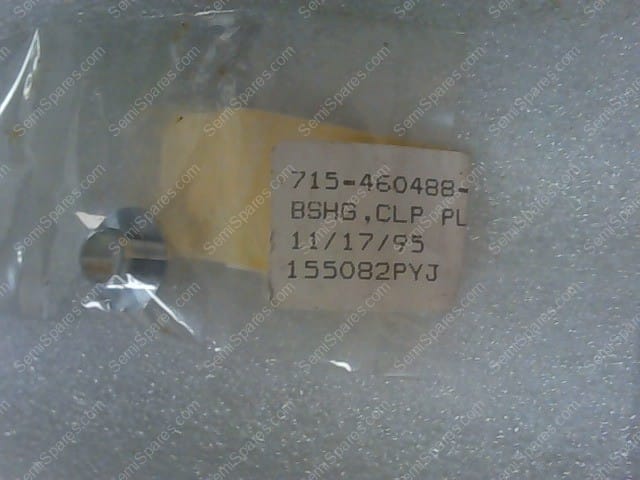 715-460488-
BSHG,CLP PL
11/17/95
155082PYJ
SemiSpares.com